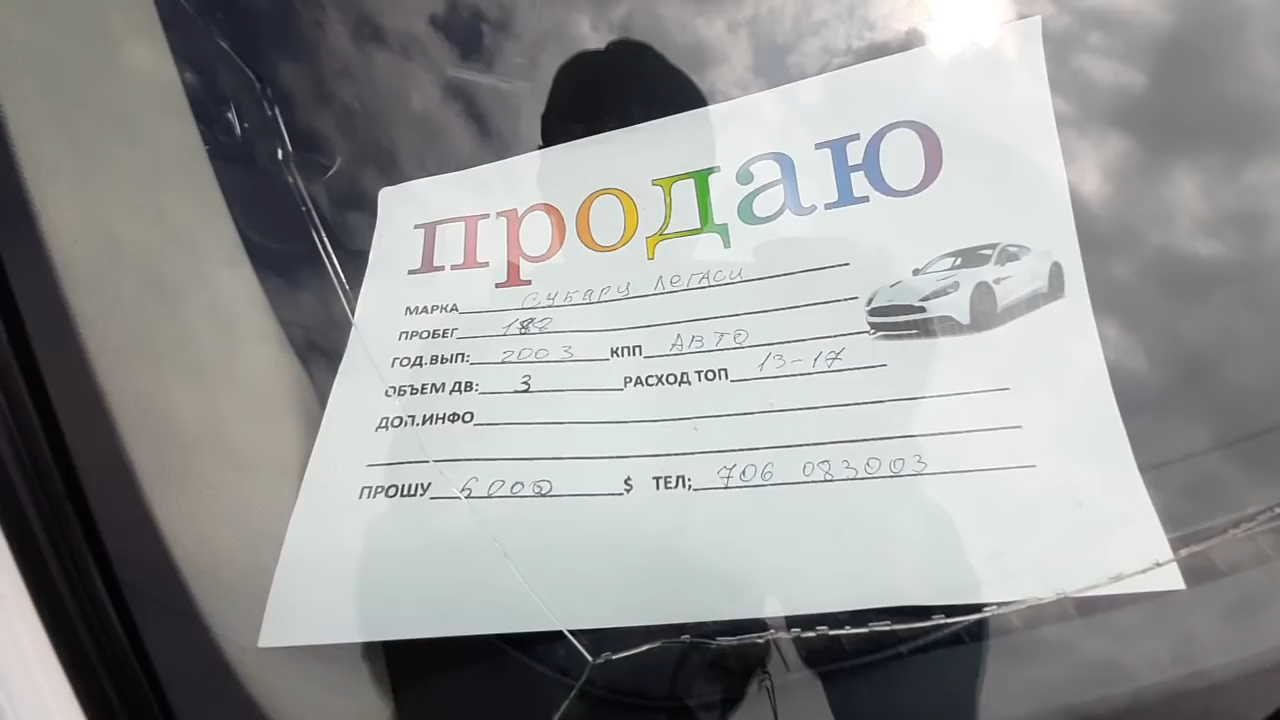 продаю
МАРКА СУБАРУ ЛЕГАСИ
ПРОБЕГ 182
ГОД.ВЫП: 2003 КПП АВТО
ОБЪЕМ ДВ: 3 РАСХОД ТОП 13-17
ДОП.ИНФО
ПРОШУ 6000 $ ТЕЛ; 706 083003